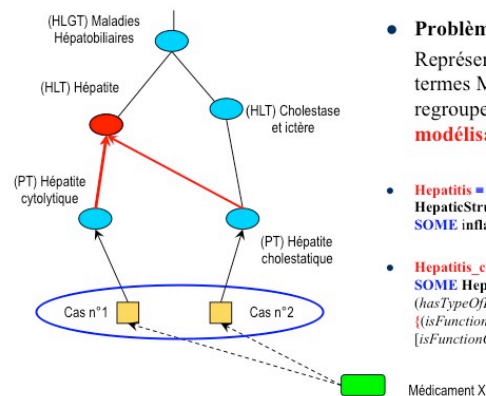 (HLGT) Maladies
Hépatobiliaires
(HLT) Hépatite
(HLT) Cholestase
et ictère
(PT) Hépatite
cytolytique
(PT) Hépatite
cholestatique
Cas n°1
Cas n°2
Médicament X
• Problèm
Représen
termes M
regroupe
modélisa
• Hepatitis =
HepaticStru
SOME infla
• Hepatitis_c
SOME Hep
(hasTypeOf
{(isFunction
[isFunctionC